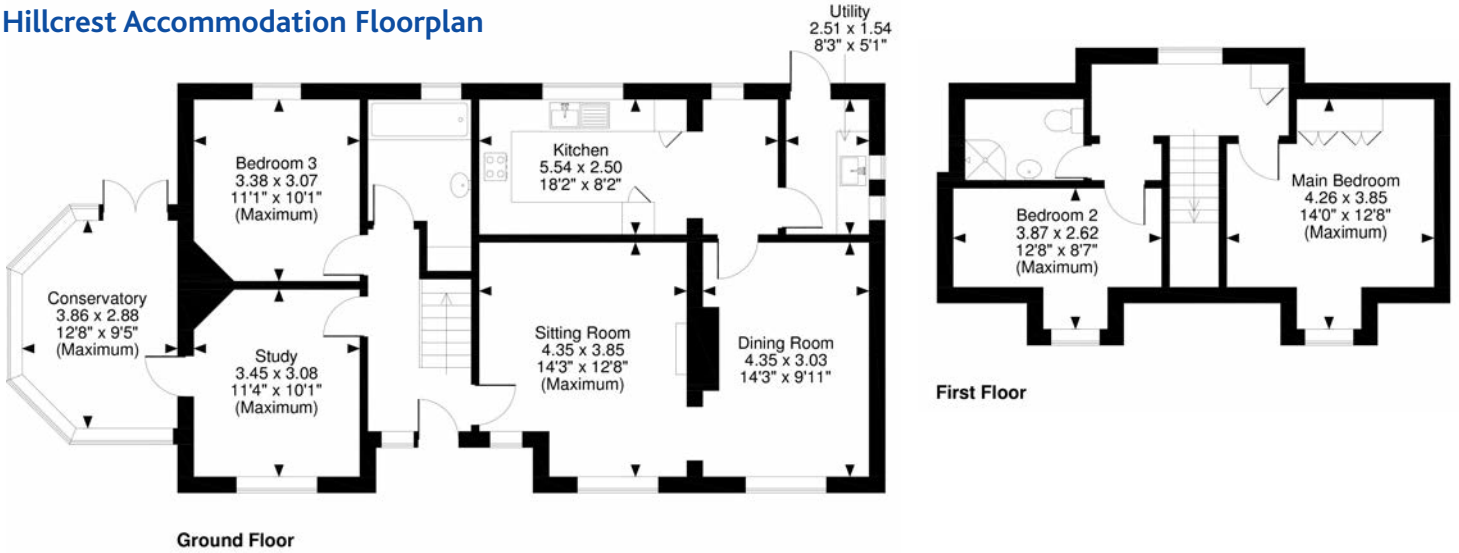 Hillcrest Accommodation Floorplan
Utility
2.51 x 1.54
8'3" x 5'1"
Bedroom 3
3.38 x 3.07
11'1" x 10'1"
(Maximum)
Kitchen
5.54 x 2.50
18'2" x 8'2"
Conservatory
3.86 x 2.88
12'8" x 9'5"
(Maximum)
Study
3.45 x 3.08
11'4" x 10'1"
(Maximum)
Sitting Room
4.35 x 3.85
14'3" x 12'8"
(Maximum)
Dining Room
4.35 x 3.03
14'3" x 9'11"
Ground Floor
Bedroom 2
3.87 x 2.62
12'8" x 8'7"
(Maximum)
Main Bedroom
4.26 x 3.85
14'0" x 12'8"
(Maximum)
First Floor